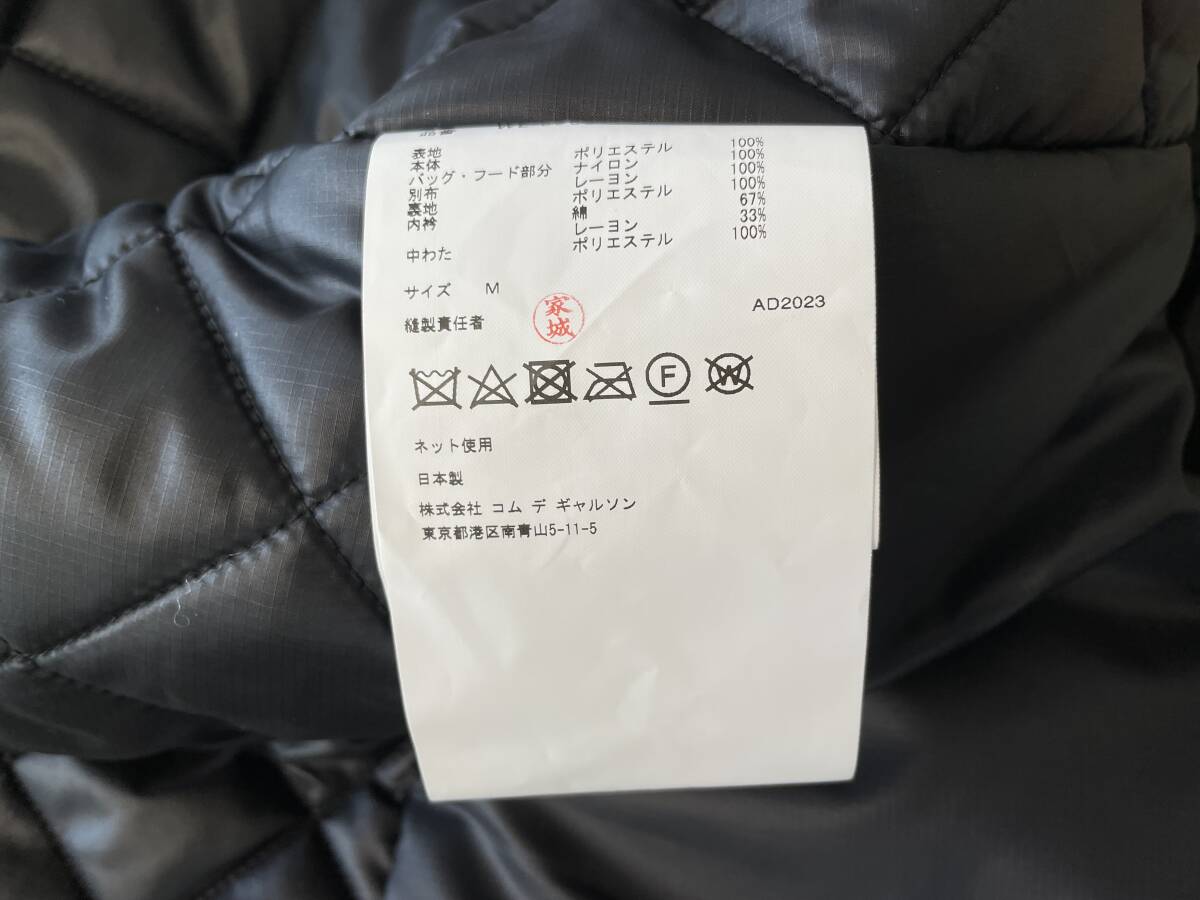 表地
本体 ポリエステル 100%
バッグ・フード部分 ナイロン 100%
別布 レーヨン 100%
裏地 ポリエステル 100%
内衿 綿 67%
レーヨン 33%
中わた ポリエステル 100%
サイズ M
縫製責任者 家城 AD2023
F W
ネット使用
日本製
株式会社 コム デ ギャルソン
東京都港区南青山5-11-5